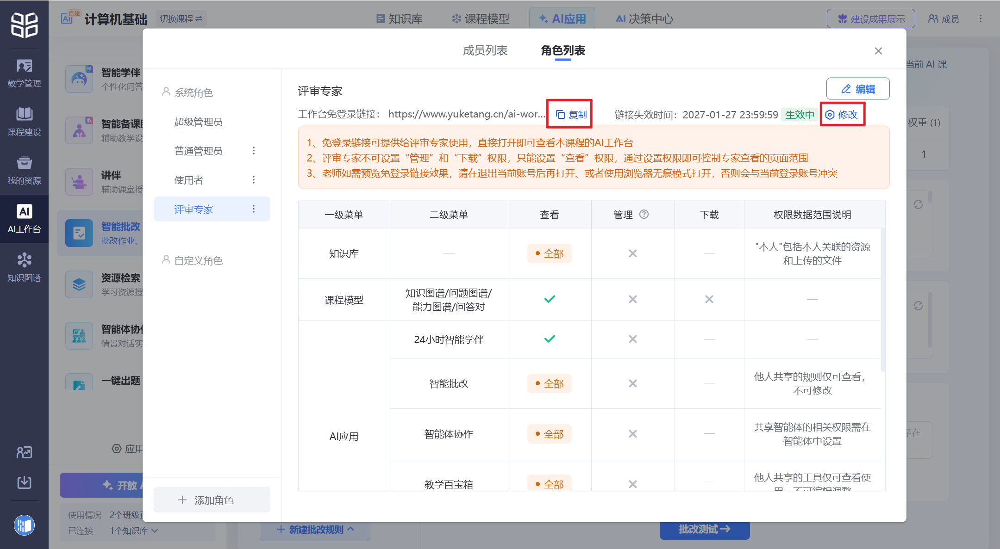 自建
AI 计算机基础
切换课程
知识库
课程模型
AI应用
AI 决策中心
建设成果展示
成员
教学管理
课程建设
我的资源
AI
AI工作台
知识图谱
学
智能学伴
个性化问答
教
智能备课
辅助教学设
讲伴
辅助课堂授
智能批改
批改作业、
资源检索
学习资源搜
智能体协作
情景对话实
一键出题
应用
开放
使用情况 2个班级
已连接 1个知识库
成员列表
角色列表
系统角色
超级管理员
普通管理员
使用者
评审专家
自定义角色
添加角色
评审专家
编辑
工作台免登录链接： https://www.yuketang.cn/ai-wor... 复制
链接失效时间：2027-01-27 23:59:59 生效中 修改
1、免登录链接可提供给评审专家使用，直接打开即可查看本课程的AI工作台
2、评审专家不可设置“管理”和“下载”权限，只能设置“查看”权限，通过设置权限即可控制专家查看的页面范围
3、老师如需预览免登录链接效果，请在退出当前账号后再打开、或者使用浏览器无痕模式打开，否则会与当前登录账号冲突
一级菜单 二级菜单 查看 管理 下载 权限数据范围说明
知识库 — 全部 — "本人"包括本人关联的资源
和上传的文件
课程模型 知识图谱/问题图谱/
能力图谱/问答对 —
AI应用
24小时智能学伴 — —
智能批改 全部 — 他人共享的规则仅可查看，
不可修改
智能体协作 全部 — 共享智能体的相关权限需在
智能体中设置
教学百宝箱 全部 — 他人共享的工具仅可查看使
用，不可编辑调整
当前 AI 课
权重 (1)
1
存在
新建批改规则
批改测试